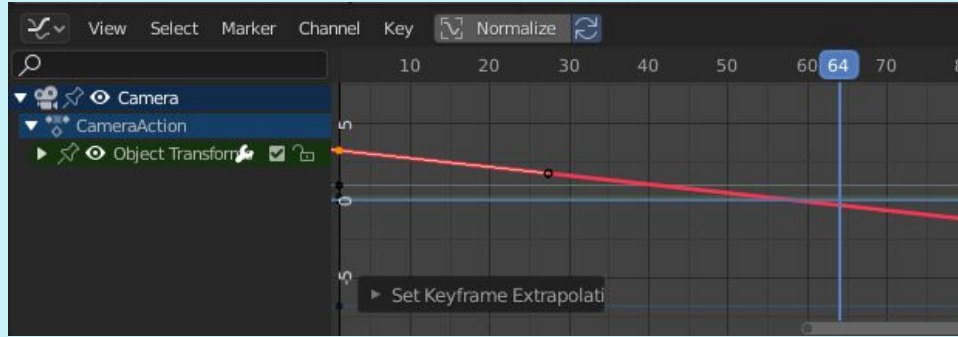 View Select Marker Channel Key Normalize
10 20 30 40 50 60 64 70
Camera
CameraAction
Object Transforms
5
0
-5
Set Keyframe Extrapolati